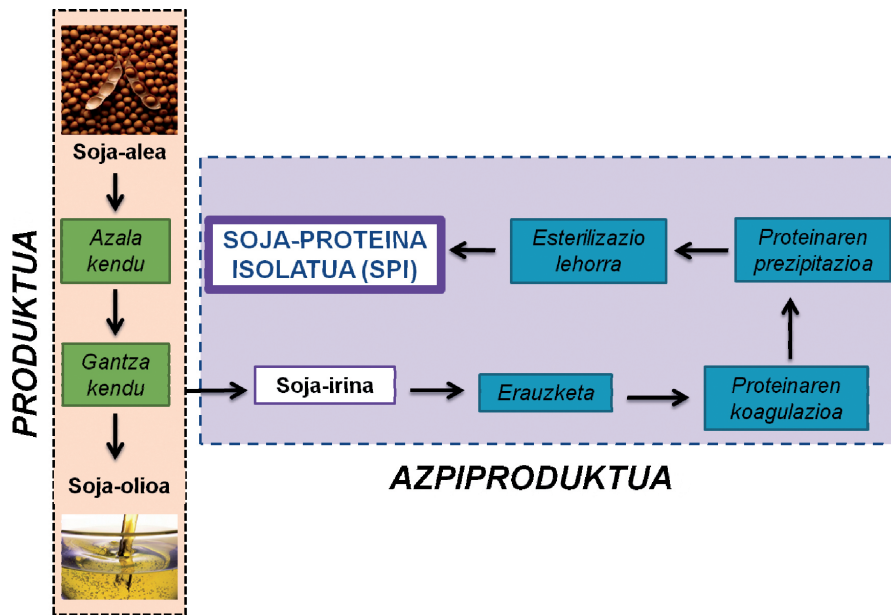 PRODUKTUA
Soja-alea
Azala
kendu
Gantza
kendu
Soja-olioa
Soja-irina
Erauzketa
Proteinaren
koagulazioa
Proteinaren
prezipitazioa
Esterilizazio
lehorra
SOJA-PROTEINA
ISOLATUA (SPI)
AZPIPRODUKTUA